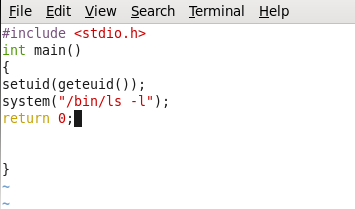 File Edit View Search Terminal Help
#include <stdio.h>
int main()
{
setuid(geteuid());
system("/bin/ls -l");
return 0;
}
~
~